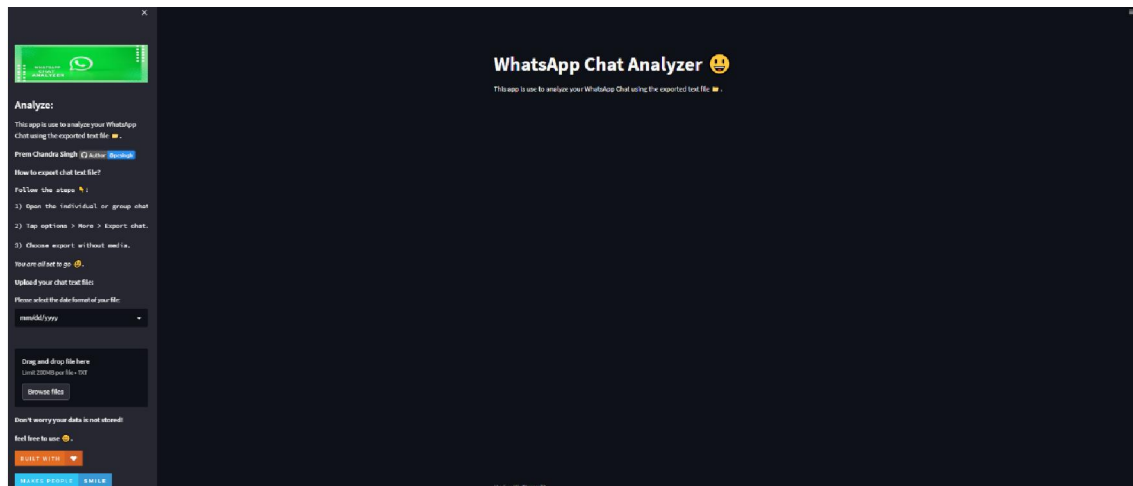 ×
WHATSAPP
CHAT
ANALYZER
Analyze:
This app is use to analyze your WhatsApp
Chat using the exported text file 📁 .
Prem Chandra Singh Author @pcsingh
How to export chat text file?
Follow the steps 👇:
1) Open the individual or group chat
2) Tap options > More > Export chat.
3) Choose export without media.
You are all set to go 😃.
Upload your chat text file:
Please select the date format of your file:
mm/dd/yyyy
Drag and drop file here
Limit 200MB per file • TXT
Browse files
Don't worry your data is not stored!
feel free to use 😊.
BUILT WITH
MAKES PEOPLE SMILE
WhatsApp Chat Analyzer 😃
This app is use to analyze your WhatsApp Chat using the exported text file 📁 .